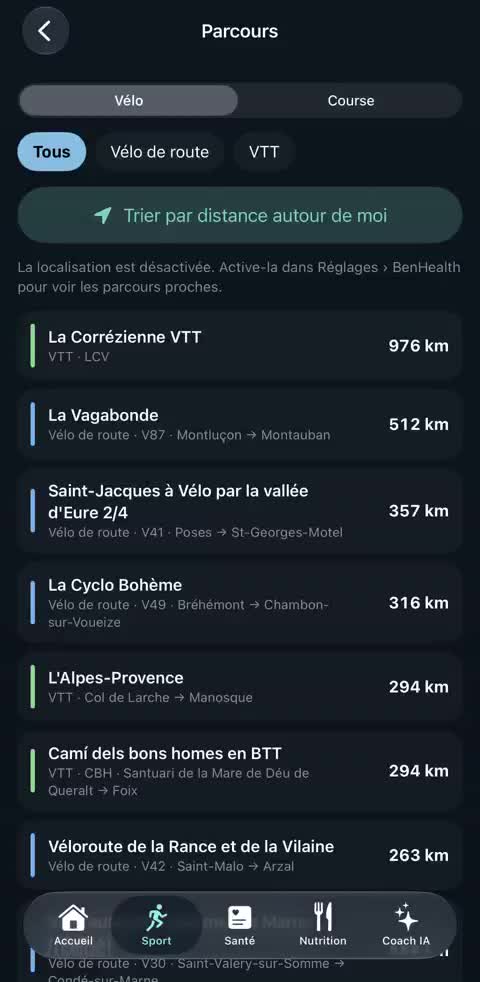 Parcours
Vélo
Course
Tous
Vélo de route
VTT
Trier par distance autour de moi
La localisation est désactivée. Active-la dans Réglages › BenHealth
pour voir les parcours proches.
La Corrézienne VTT
VTT · LCV
976 km
La Vagabonde
Vélo de route · V87 · Montluçon → Montauban
512 km
Saint-Jacques à Vélo par la vallée
d'Eure 2/4
Vélo de route · V41 · Poses → St-Georges-Motel
357 km
La Cyclo Bohème
Vélo de route · V49 · Bréhémont → Chambon-
sur-Voueize
316 km
L'Alpes-Provence
VTT · Col de Larche → Manosque
294 km
Camí dels bons homes en BTT
VTT · CBH · Santuari de la Mare de Déu de
Queralt → Foix
294 km
Véloroute de la Rance et de la Vilaine
Vélo de route · V42 · Saint-Malo → Arzal
263 km
Accueil
Sport
Santé
Nutrition
Coach IA
Vélo de route · V30 · Saint-Valery-sur-Somme →
Condé-sur-Marne